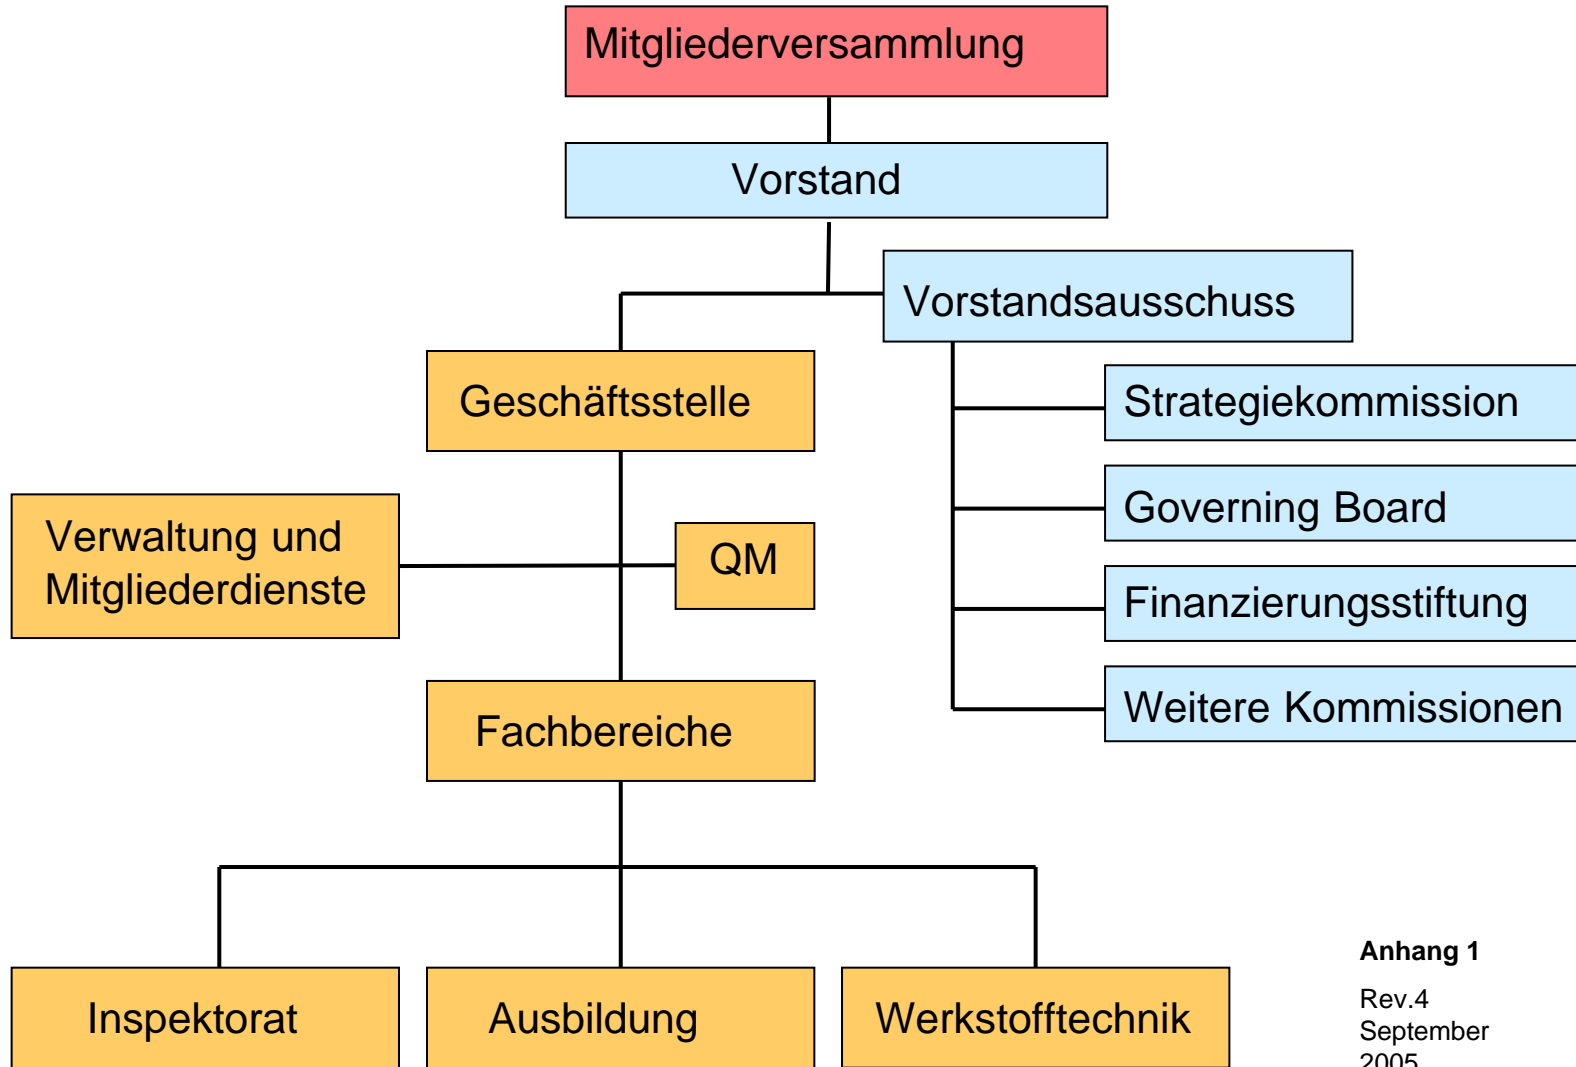 Mitgliederversammlung
Vorstand
Vorstandsausschuss
Geschäftsstelle
Strategiekommission
Governing Board
Verwaltung und
Mitgliederdienste
QM
Finanzierungsstiftung
Weitere Kommissionen
Fachbereiche
Inspektorat
Ausbildung
Werkstofftechnik
Anhang 1
Rev.4
September
2005